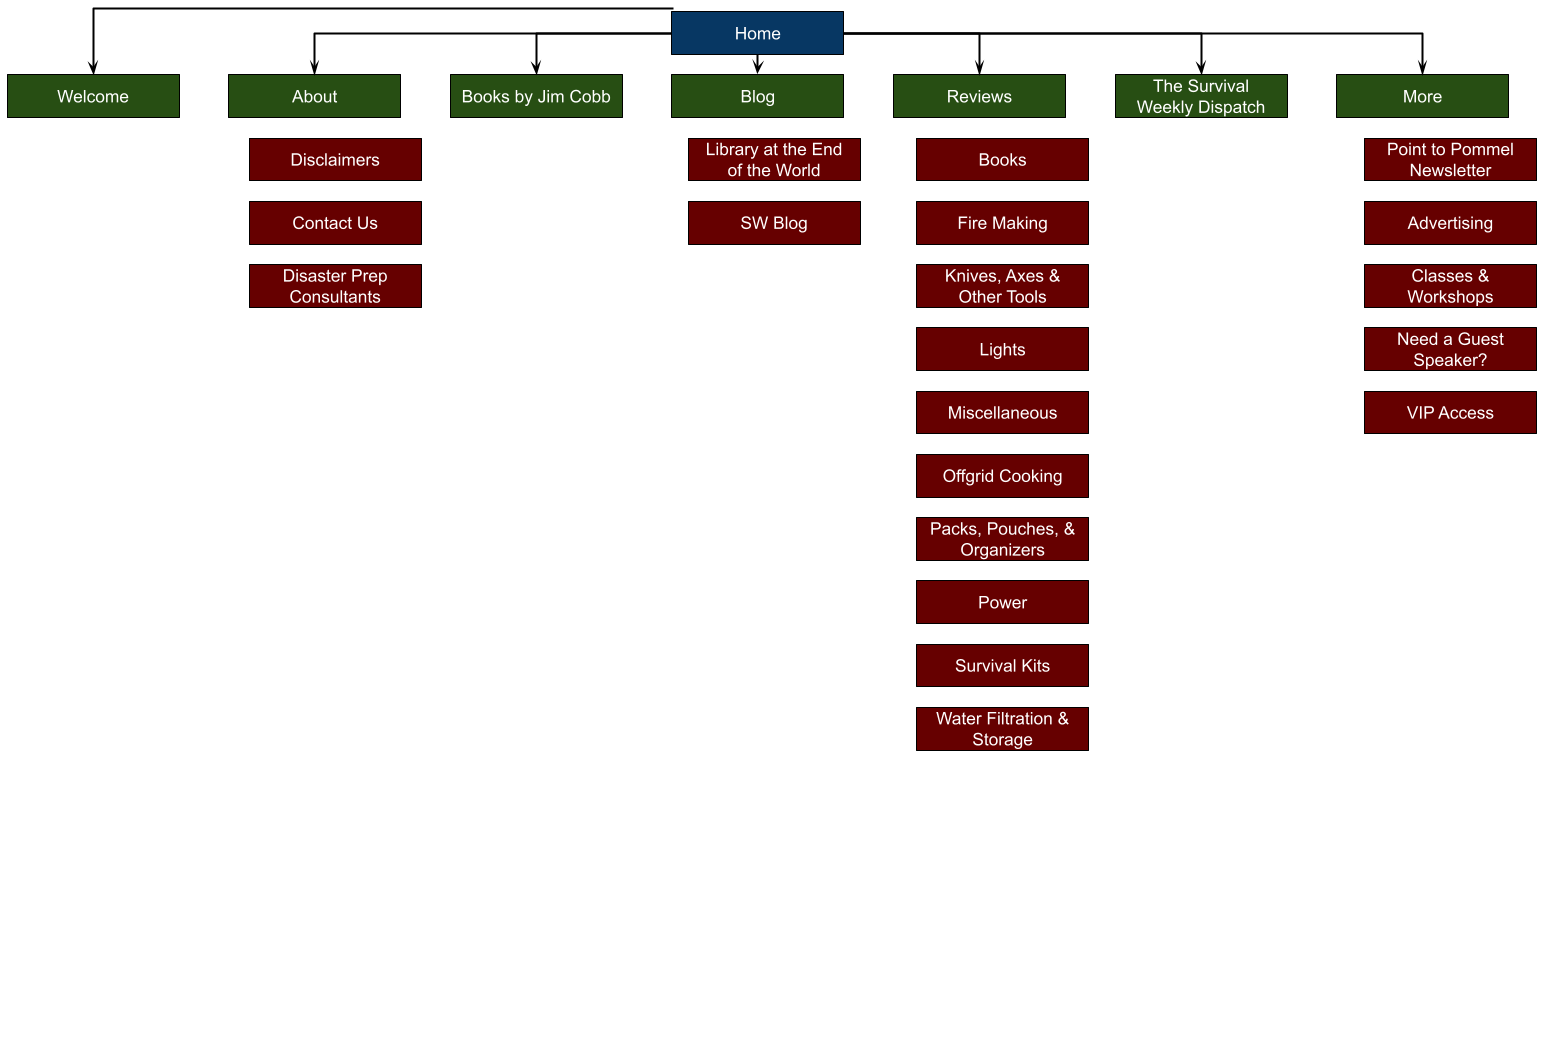 Home
Welcome
About
Books by Jim Cobb
Blog
Reviews
The Survival
Weekly Dispatch
More
Disclaimers
Contact Us
Disaster Prep
Consultants
Library at the End
of the World
SW Blog
Books
Fire Making
Knives, Axes &
Other Tools
Lights
Miscellaneous
Offgrid Cooking
Packs, Pouches, &
Organizers
Power
Survival Kits
Water Filtration &
Storage
Point to Pommel
Newsletter
Advertising
Classes &
Workshops
Need a Guest
Speaker?
VIP Access